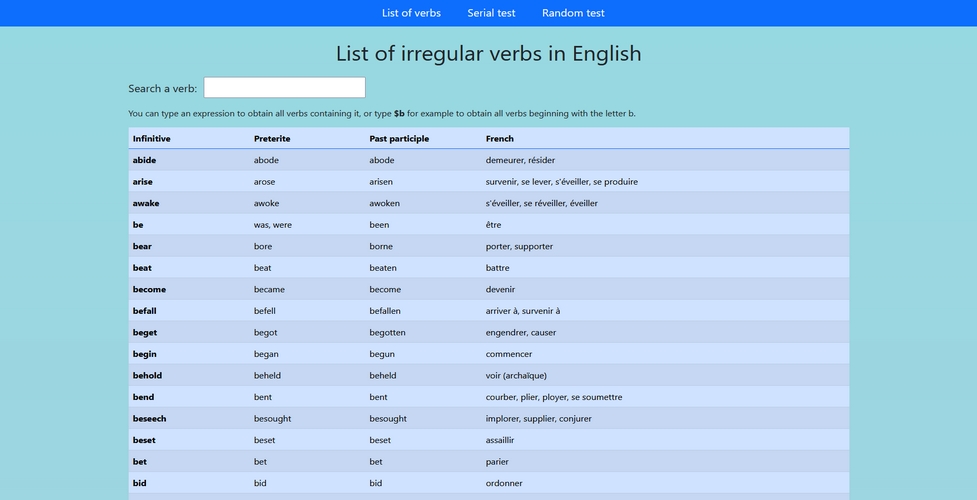 List of verbs Serial test Random test
List of irregular verbs in English
Search a verb:
You can type an expression to obtain all verbs containing it, or type $b for example to obtain all verbs beginning with the letter b.
Infinitive Preterite Past participle French
abide abode abode demeurer, résider
arise arose arisen survenir, se lever, s'éveiller, se produire
awake awoke awoken s'éveiller, se réveiller, éveiller
be was, were been être
bear bore borne porter, supporter
beat beat beaten battre
become became become devenir
befall befell befallen arriver à, survenir à
beget begot begotten engendrer, causer
begin began begun commencer
behold beheld beheld voir (archaïque)
bend bent bent courber, plier, ployer, se soumettre
beseech besought besought implorer, supplier, conjurer
beset beset beset assaillir
bet bet bet parier
bid bid bid ordonner